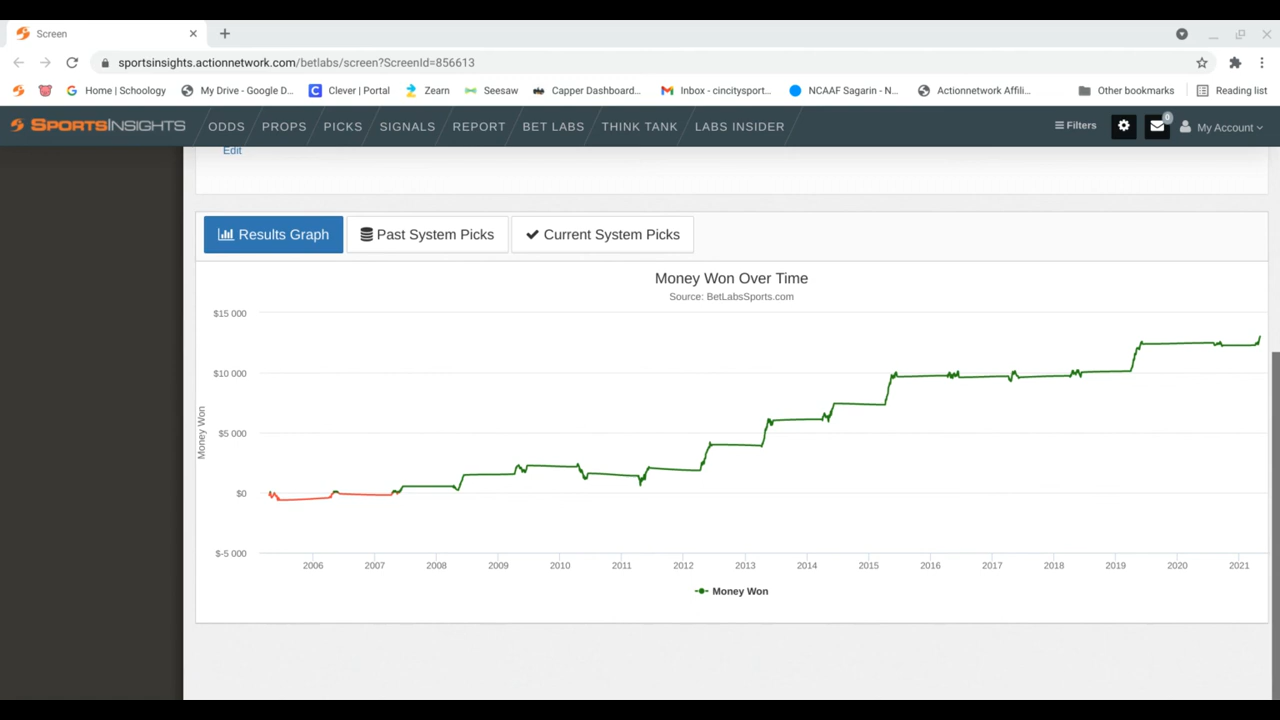 Screen
sportsinsights.actionnetwork.com/betlabs/screen?ScreenId=856613
Home | Schoology My Drive - Google D... Clever | Portal Zearn Seesaw Capper Dashboard... Inbox - cincitysport... NCAAF Sagarin - N... Actionnetwork Affili... Other bookmarks Reading list
SPORTSINSIGHTS ODDS PROPS PICKS SIGNALS REPORT BET LABS THINK TANK LABS INSIDER Filters 0 My Account
Edit
Results Graph Past System Picks Current System Picks
Money Won Over Time
Source: BetLabsSports.com
$15 000
$10 000
$5 000
$0
$-5 000
Money Won
2006 2007 2008 2009 2010 2011 2012 2013 2014 2015 2016 2017 2018 2019 2020 2021
Money Won